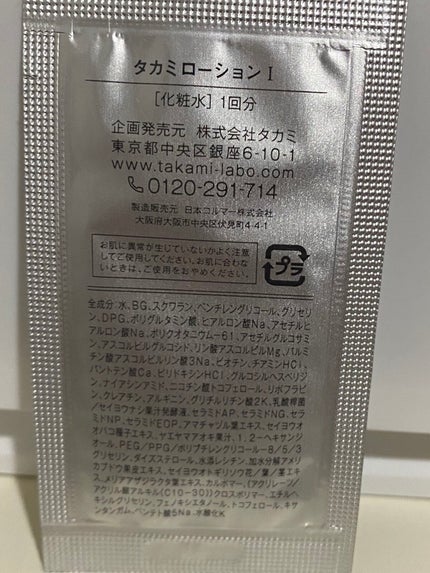 タカミローションⅠ
［化粧水］1回分
企画発売元 株式会社タカミ
東京都中央区銀座6-10-1
www.takami-labo.com
0120-291-714
製造販売元 日本コルマー株式会社
大阪府大阪市中央区伏見町4-4-1
お肌に異常が生じていないかよく注意
してご使用してください。お肌に合わな
いときは、ご使用をおやめください。
プラ
全成分:水、BG、スクワラン、ペンチレングリコール、グリセリ
ン、DPG、ポリグルタミン酸、ヒアルロン酸Na、アセチルヒ
アルロン酸Na、ポリクオタニウム-61、アセチルグルコサミ
ン、アスコルビルグルコシド、リン酸アスコルビルMg、パルミ
チン酸アスコルビルリン酸3Na、ビオチン、チアミンHCl、
パントテン酸Ca、ピリドキシンHCl、グルコシルヘスペリジ
ン、ナイアシンアミド、ニコチン酸トコフェロール、リボフラビ
ン、クレアチン、アルギニン、グリチルリチン酸2K、乳酸桿菌
/セイヨウナシ果汁発酵液、セラミドAP、セラミドNG、セラ
ミドNP、セラミドEOP、アマチャヅル葉エキス、セイヨウオ
オバコ種子エキス、ヤエヤマアオキ果汁、1,2-ヘキサンジ
オール、PEG/PPG/ポリブチレングリコール-8/5/3
グリセリン、ダイズステロール、水添レシチン、加水分解アメリ
カブドウ果皮エキス、セイヨウオトギリソウ花/葉/茎エキ
ス、メリアアザジラクタ葉エキス、カルボマー、(アクリレーツ/
アクリル酸アルキル(C10-30))クロスポリマー、エチルヘ
キシルグリセリン、フェノキシエタノール、トコフェロール、キサ
ンタンガム、ペンテト酸5Na、水酸化K